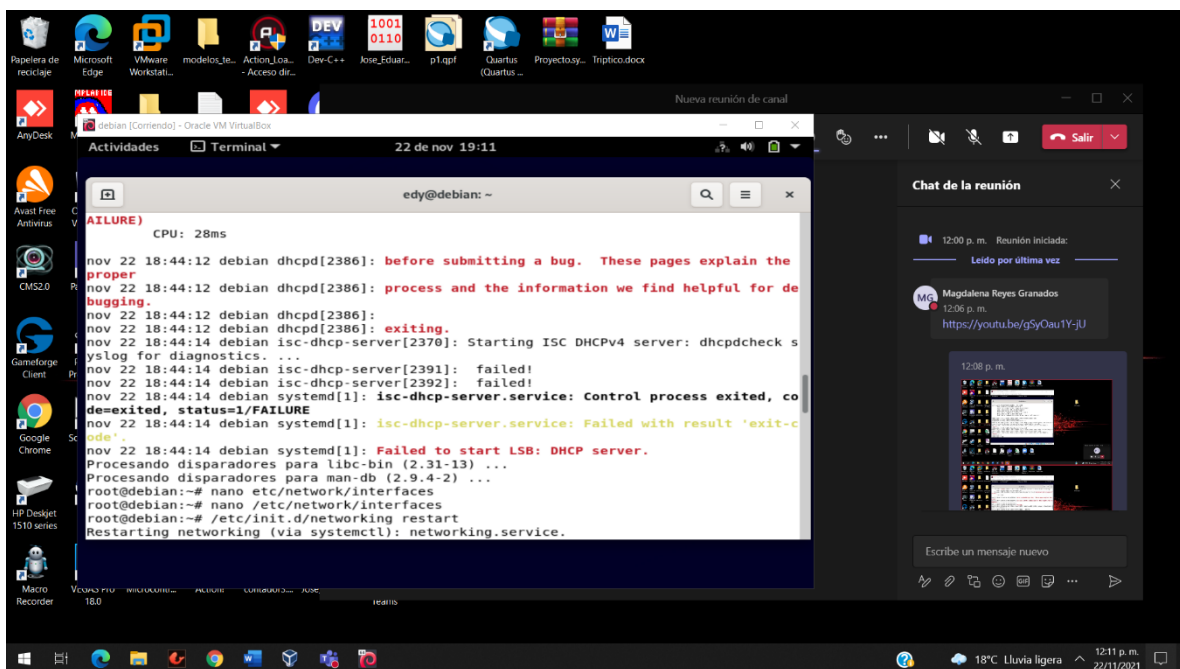 Papelera de reciclaje
Microsoft Edge
VMware Workstati...
modelos_te...
Action_Loa... - Acceso dir...
DEV
Dev-C++
1001
0110
Jose_Eduar...
p1.qpf
Quartus (Quartus ...
Proyecto.sy...
Triptico.docx
Nueva reunión de canal
AnyDesk
debian [Corriendo] - Oracle VM VirtualBox
Salir
Actividades
Terminal
22 de nov 19:11
Chat de la reunión
edy@debian: ~
Avast Free Antivirus
AILURE)
CPU: 28ms
nov 22 18:44:12 debian dhcpd[2386]: before submitting a bug.  These pages explain the
proper
nov 22 18:44:12 debian dhcpd[2386]: process and the information we find helpful for de
bugging.
nov 22 18:44:12 debian dhcpd[2386]:
nov 22 18:44:12 debian dhcpd[2386]: exiting.
nov 22 18:44:14 debian isc-dhcp-server[2370]: Starting ISC DHCPv4 server: dhcpdcheck s
yslog for diagnostics. ...
nov 22 18:44:14 debian isc-dhcp-server[2391]:  failed!
nov 22 18:44:14 debian isc-dhcp-server[2392]:  failed!
nov 22 18:44:14 debian systemd[1]: isc-dhcp-server.service: Control process exited, co
de=exited, status=1/FAILURE
nov 22 18:44:14 debian systemd[1]: isc-dhcp-server.service: Failed with result 'exit-c
ode'.
nov 22 18:44:14 debian systemd[1]: Failed to start LSB: DHCP server.
Procesando disparadores para libc-bin (2.31-13) ...
Procesando disparadores para man-db (2.9.4-2) ...
root@debian:~# nano etc/network/interfaces
root@debian:~# nano /etc/network/interfaces
root@debian:~# /etc/init.d/networking restart
Restarting networking (via systemctl): networking.service.
12:00 p. m. Reunión iniciada:
Leído por última vez
MG
Magdalena Reyes Granados
12:06 p. m.
https://youtu.be/gSyOau1Y-jU
12:08 p. m.
Escribe un mensaje nuevo
GIF
CMS2.0
Gameforge Client
Google Chrome
HP Deskjet 1510 series
Macro Recorder
VEGAS Pro 18.0
Teams
18°C Lluvia ligera
12:11 p. m.
22/11/2021